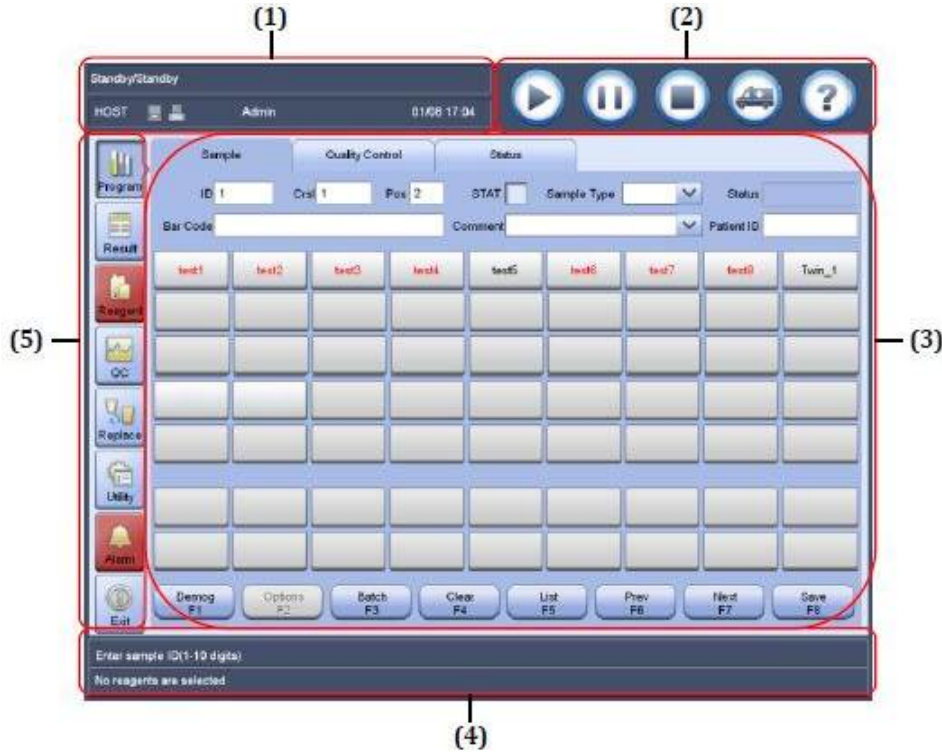 (1)
(2)
Standby/Standby
HOST Admin 01/06 17:04
?
Program
Result
Reagent
QC
Replace
Utility
Alarm
Exit
Sample Quality Control Status
ID 1 Crsl 1 Pos 2 STAT Sample Type Status
Bar Code Comment Patient ID
test1 test2 test3 test4 test5 test6 test7 test8 Twin_1
(5)
(3)
Demog F1
Options F2
Batch F3
Clear F4
List F5
Prev F6
Next F7
Save F8
Enter sample ID(1-10 digits)
No reagents are selected
(4)